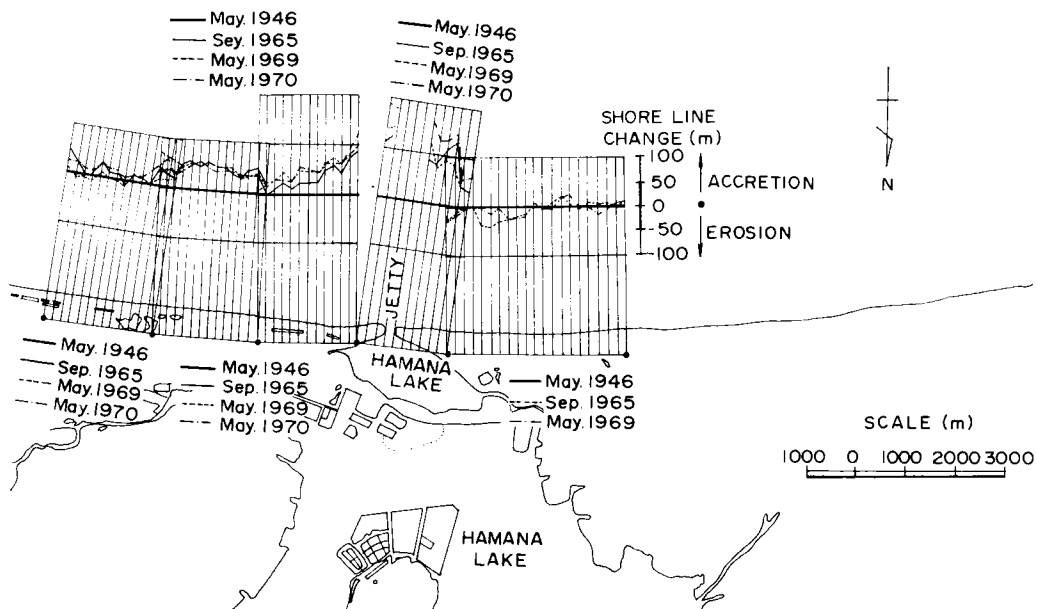 May. 1946
Sey. 1965
May. 1969
May. 1970
May. 1946
Sep. 1965
May. 1969
May. 1970
SHORE LINE
CHANGE (m)
100
50
0
-50
-100
ACCRETION
EROSION
N
JETTY
HAMANA
LAKE
May. 1946
Sep. 1965
May. 1969
May. 1970
May. 1946
Sep. 1965
May. 1969
May. 1970
May. 1946
Sep. 1965
May. 1969
SCALE (m)
1000 0 1000 2000 3000
HAMANA
LAKE